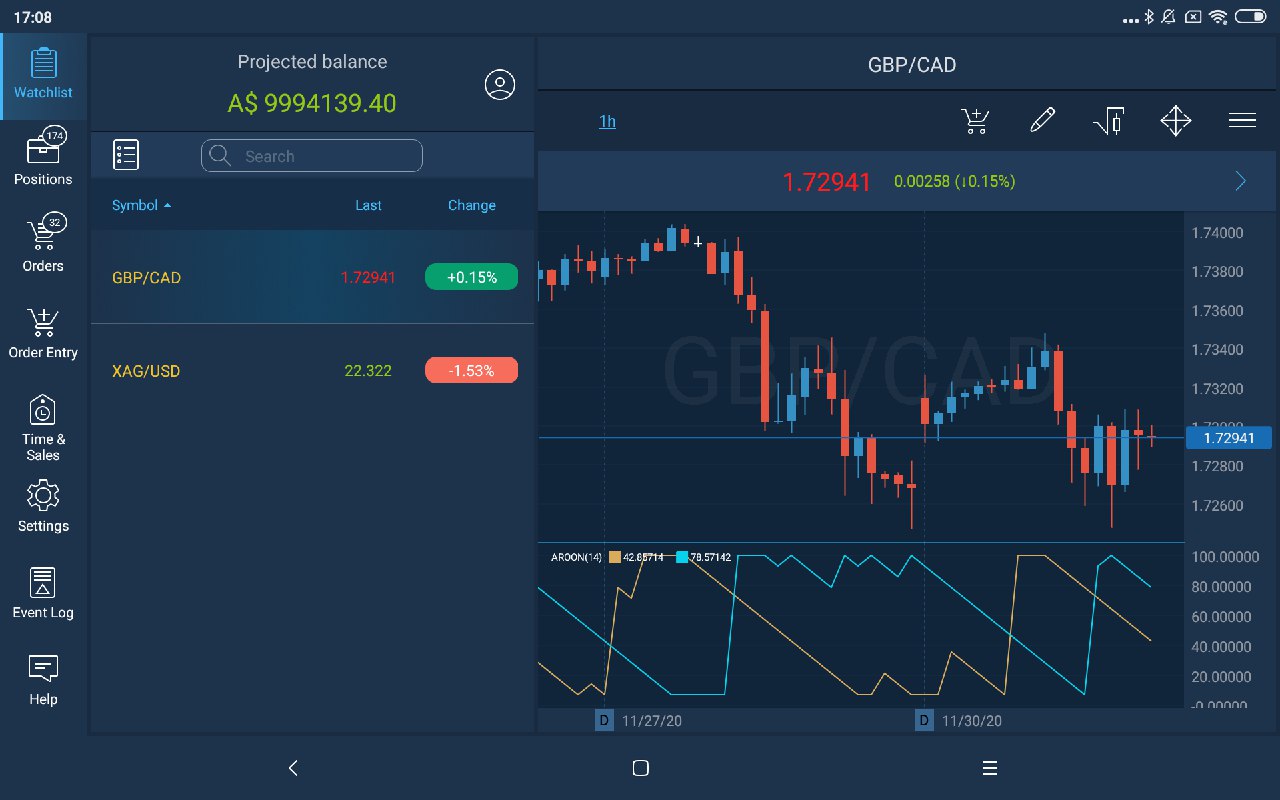 17:08
Watchlist
174
Positions
32
Orders
Order Entry
Time &
Sales
Settings
Event Log
Help
Projected balance
A$ 9994139.40
Search
Symbol Last Change
GBP/CAD 1.72941 +0.15%
XAG/USD 22.322 -1.53%
GBP/CAD
1h
1.72941 0.00258 (↓0.15%)
GBP/CAD
1.74000
1.73800
1.73600
1.73400
1.73200
1.73000
1.72941
1.72800
1.72600
AROON(14) 42.85714 78.57142
100.00000
80.00000
60.00000
40.00000
20.00000
-0.00000
D 11/27/20 D 11/30/20